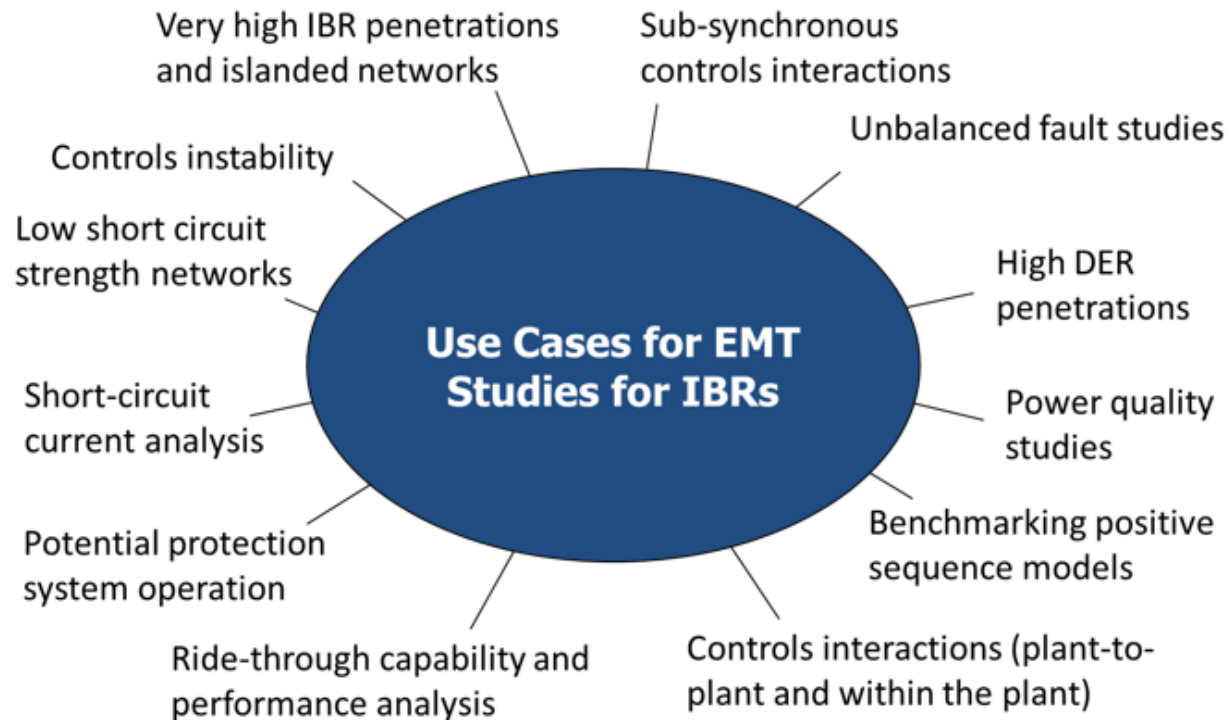 Very high IBR penetrations
and islanded networks
Sub-synchronous
controls interactions
Unbalanced fault studies
Controls instability
Low short circuit
strength networks
High DER
penetrations
Use Cases for EMT
Studies for IBRs
Short-circuit
current analysis
Power quality
studies
Potential protection
system operation
Benchmarking positive
sequence models
Ride-through capability and
performance analysis
Controls interactions (plant-to-
plant and within the plant)